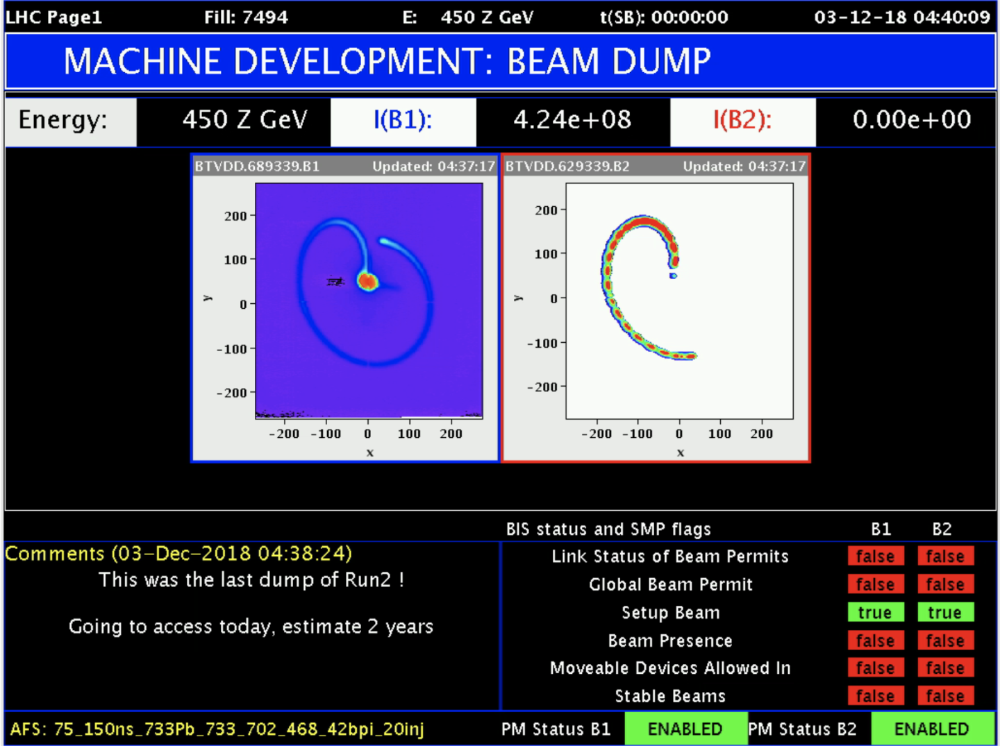 LHC Page1 Fill: 7494 E: 450 Z GeV t(SB): 00:00:00 03-12-18 04:40:09
MACHINE DEVELOPMENT: BEAM DUMP
Energy: 450 Z GeV I(B1): 4.24e+08 I(B2): 0.00e+00
BTVDD.689339.B1 Updated: 04:37:17
200
100
y
0
-100
-200
-200 -100 0 100 200
x
BTVDD.629339.B2 Updated: 04:37:17
200
100
y
0
-100
-200
-200 -100 0 100 200
x
Comments (03-Dec-2018 04:38:24)
This was the last dump of Run2 !
Going to access today, estimate 2 years
BIS status and SMP flags B1 B2
Link Status of Beam Permits false false
Global Beam Permit false false
Setup Beam true true
Beam Presence false false
Moveable Devices Allowed In false false
Stable Beams false false
AFS: 75_150ns_733Pb_733_702_468_42bpi_20inj PM Status B1 ENABLED PM Status B2 ENABLED